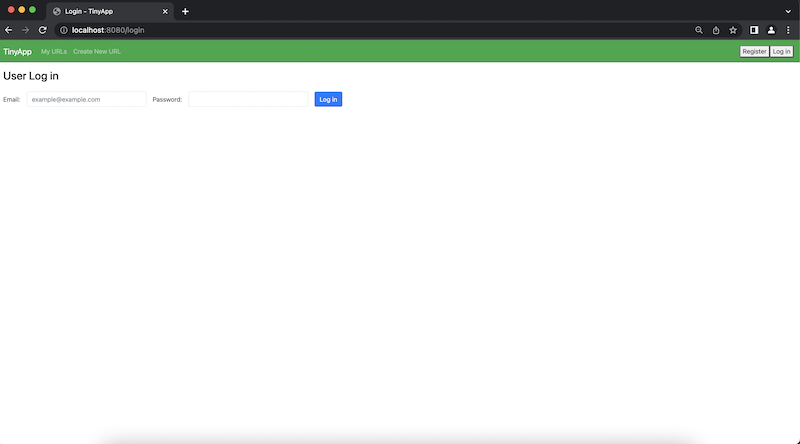 Login - TinyApp
localhost:8080/login
TinyApp My URLs Create New URL Register Log in
User Log in
Email: example@example.com Password: Log in